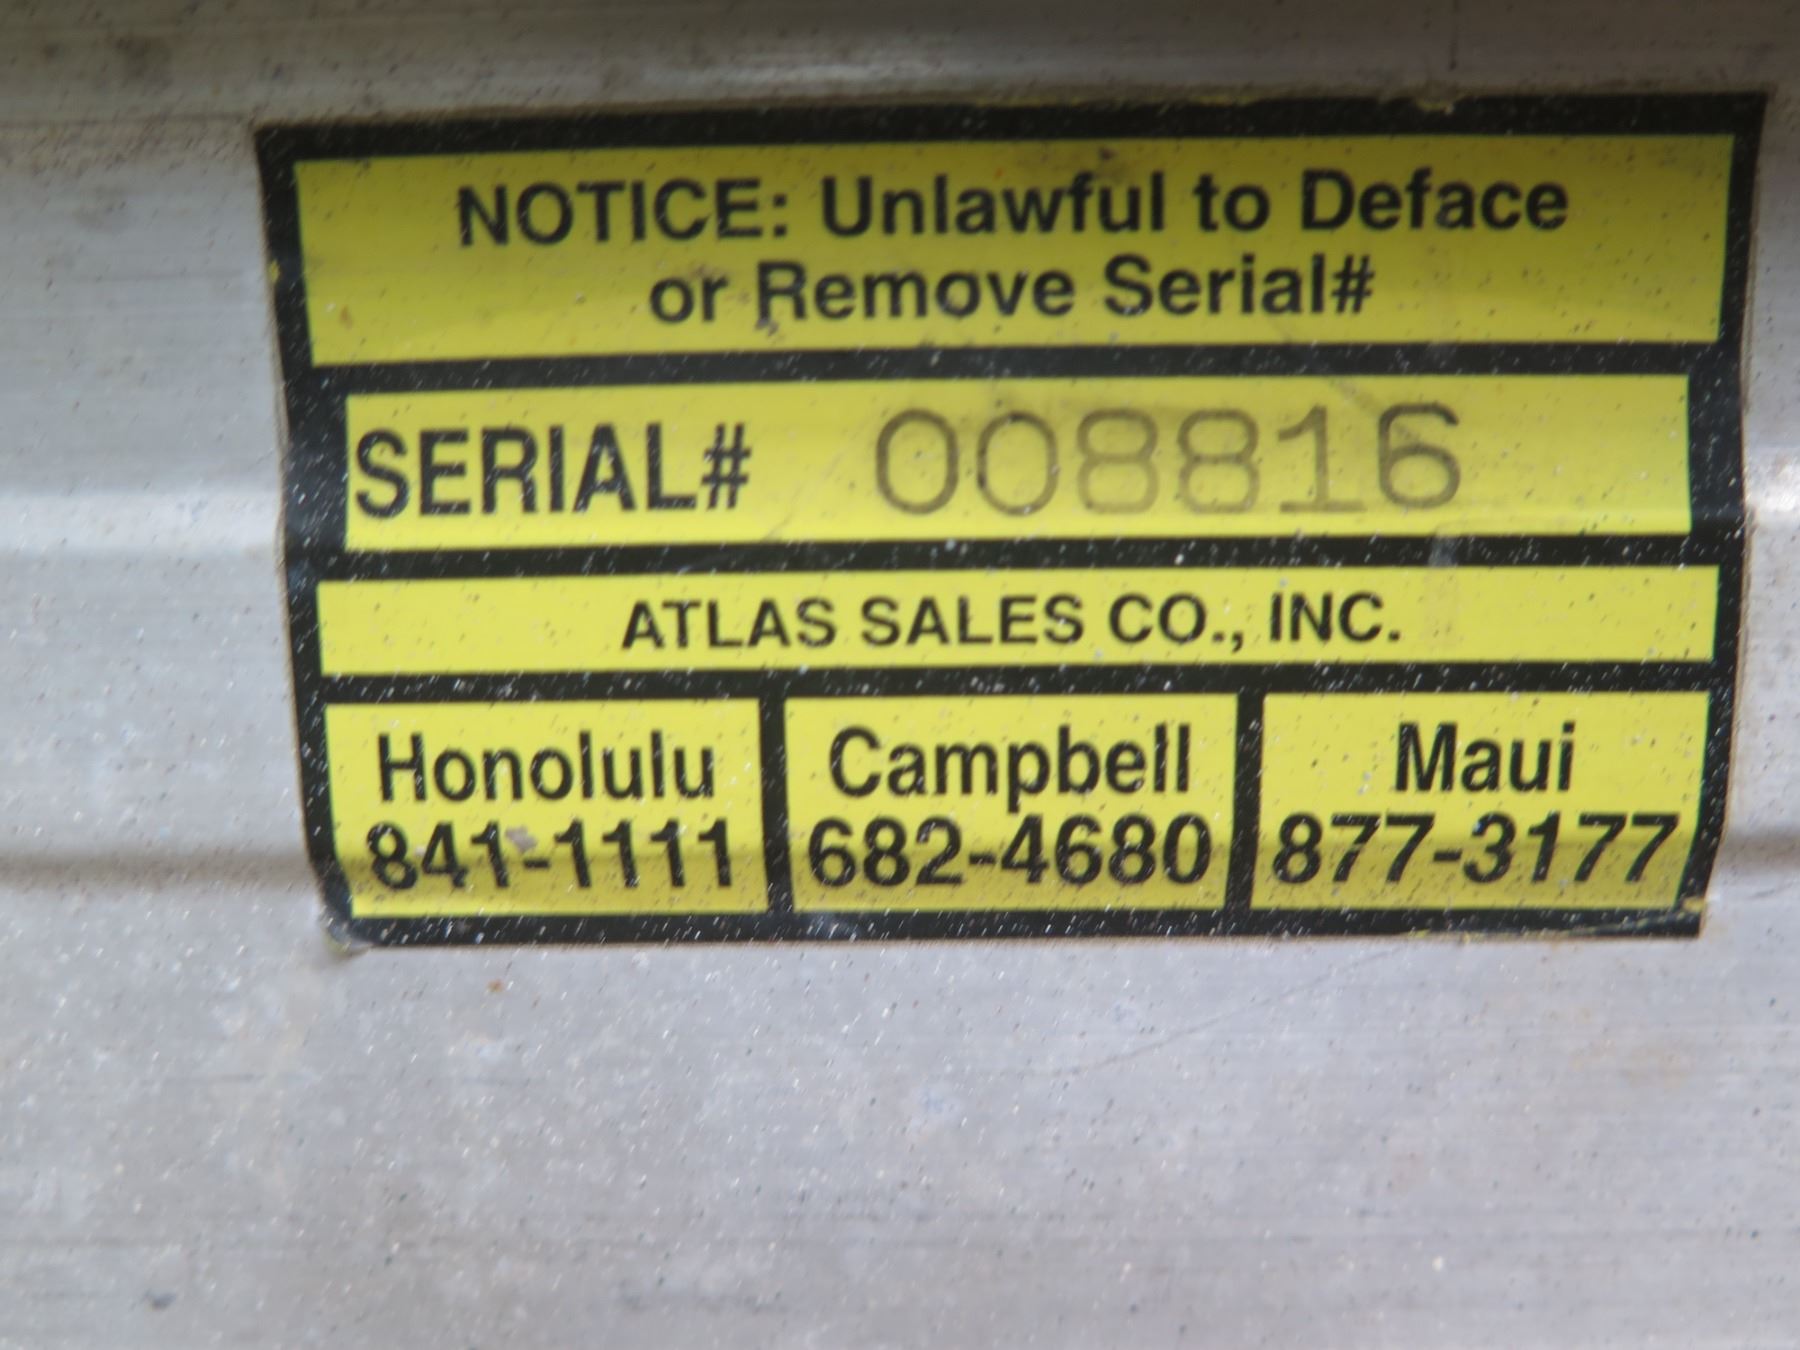 NOTICE: Unlawful to Deface
or Remove Serial#
SERIAL# 008816
ATLAS SALES CO., INC.
Honolulu
841-1111
Campbell
682-4680
Maui
877-3177